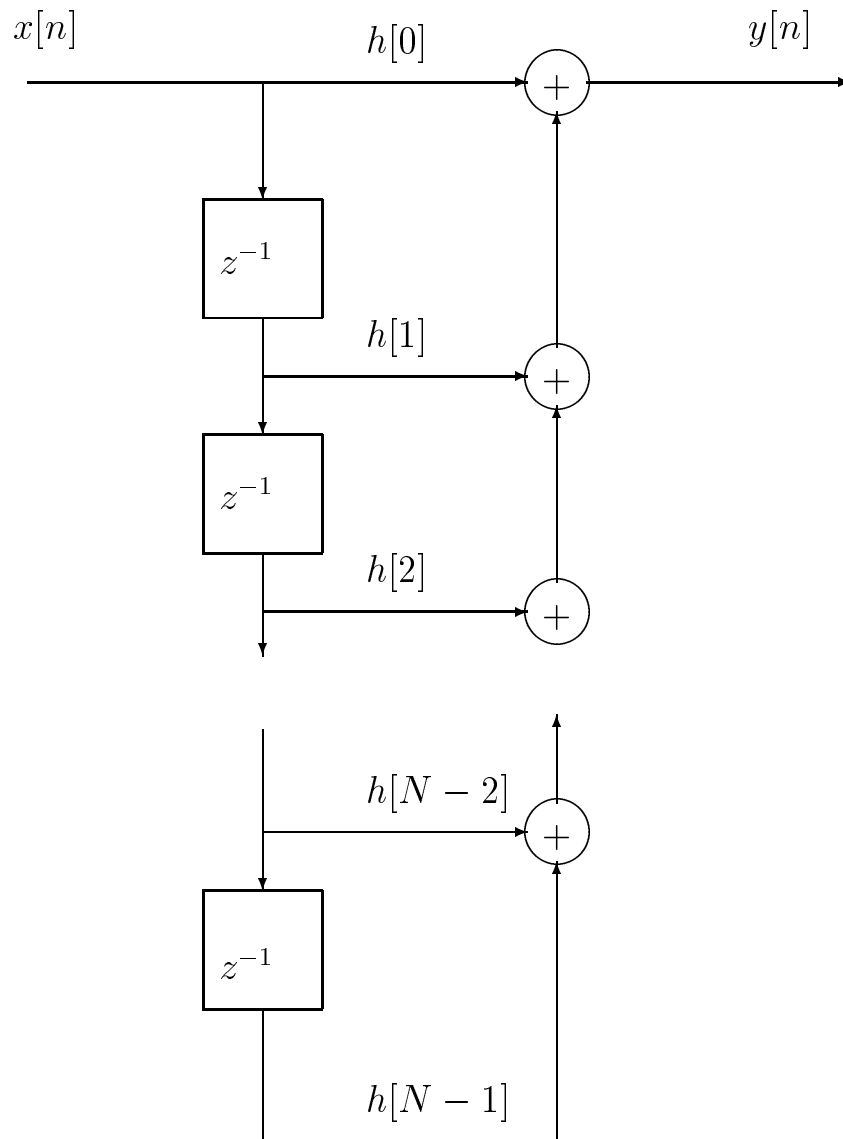 x[n] h[0] y[n]
+
z⁻¹
h[1]
+
z⁻¹
h[2]
+
h[N − 2]
+
z⁻¹
h[N − 1]